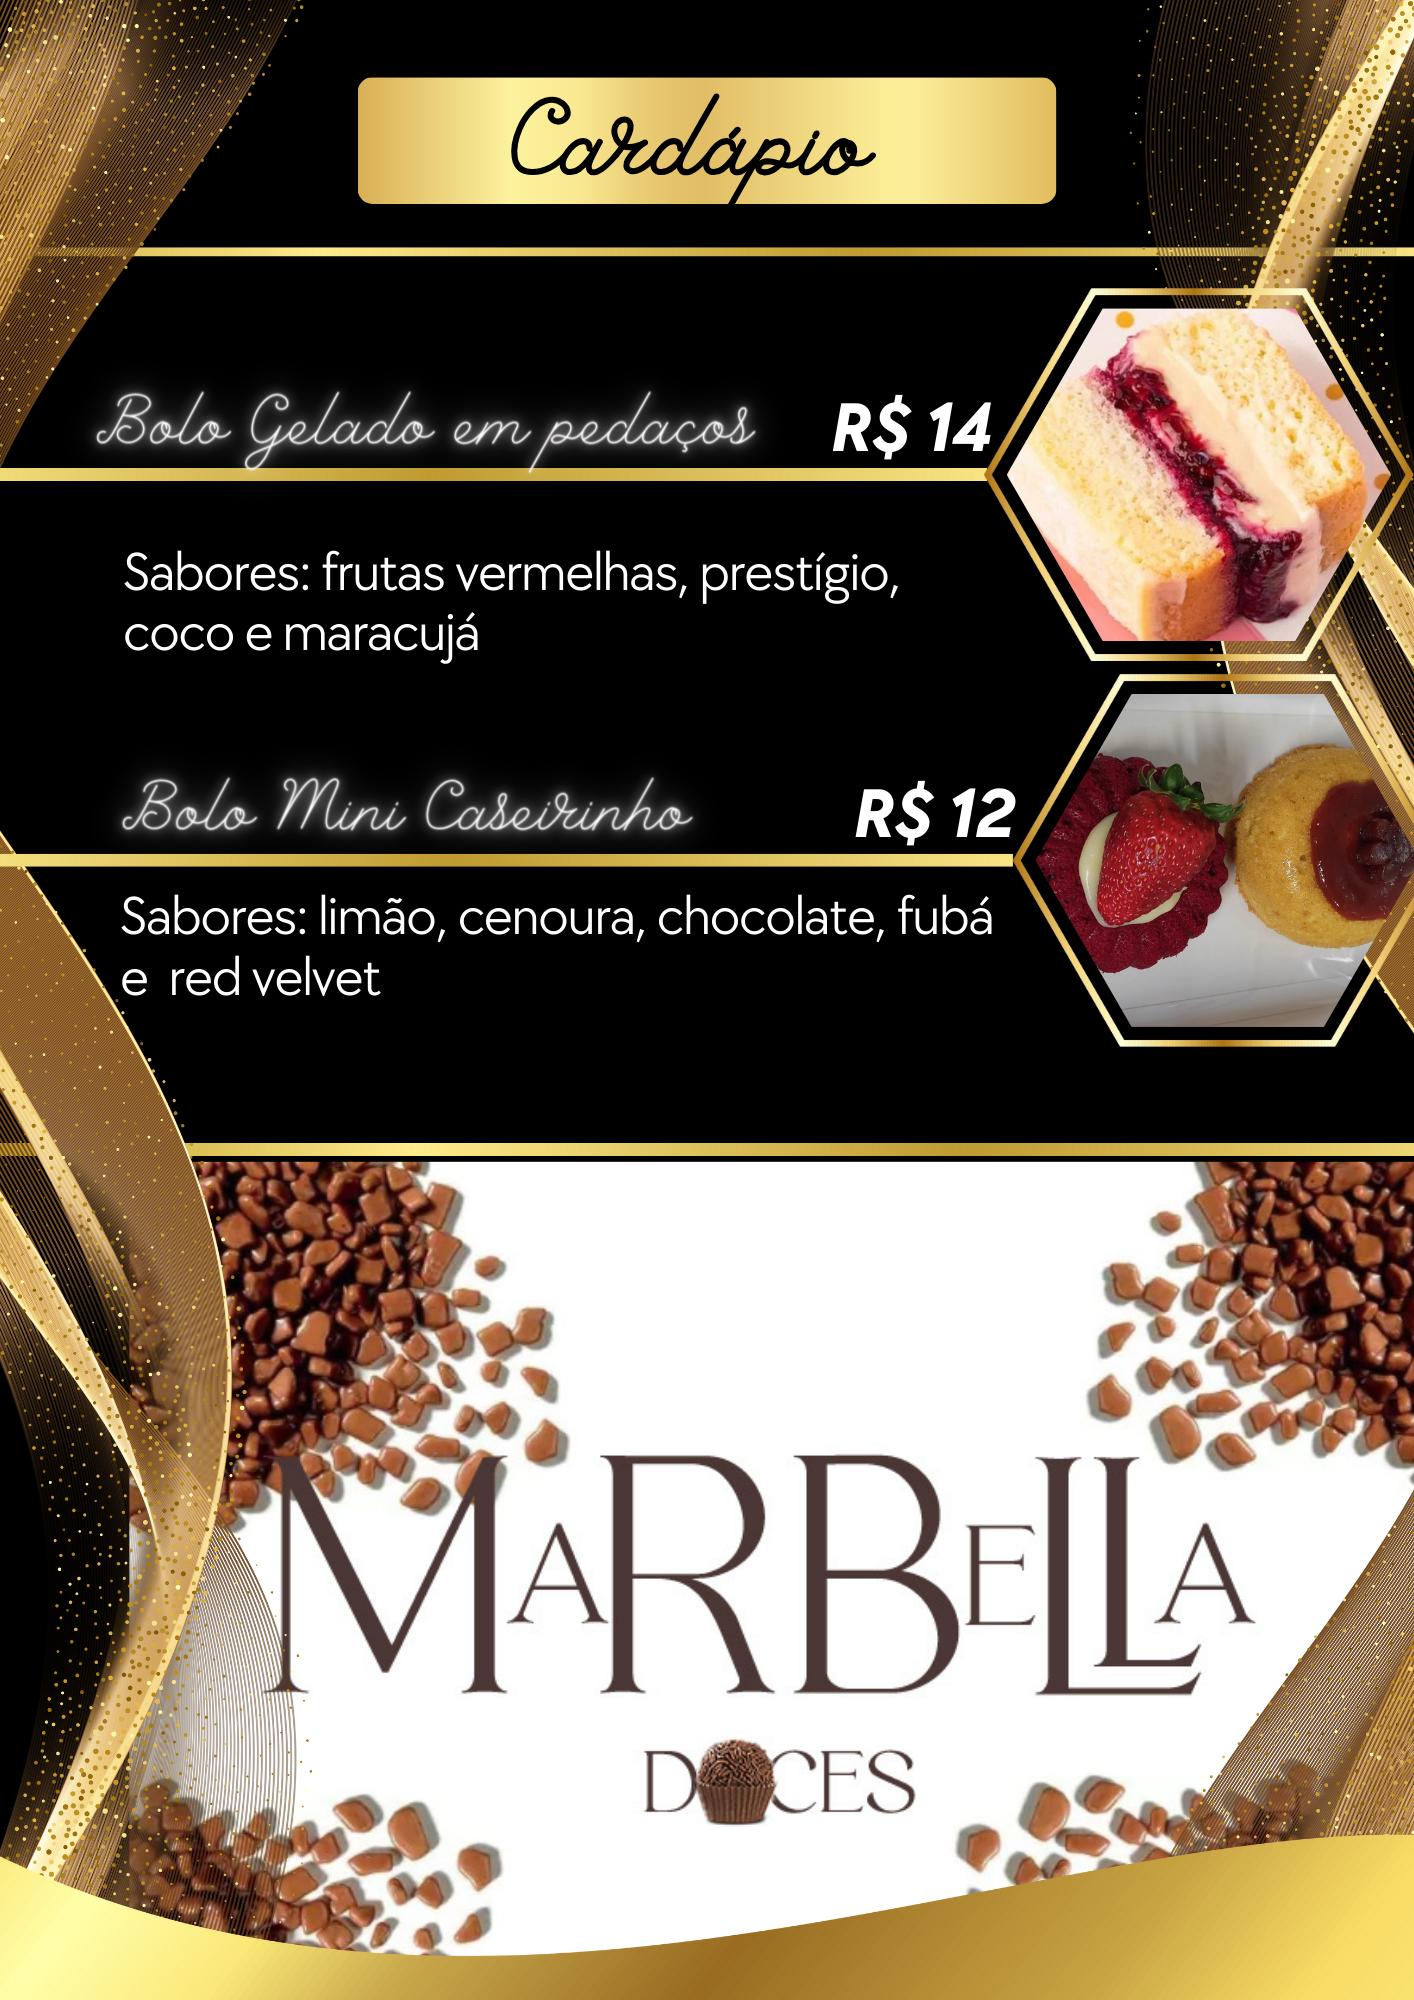 Cardápio
Bolo Gelado em pedaços
R$ 14
Sabores: frutas vermelhas, prestígio,
coco e maracujá
Bolo Mini Caseirinho
R$ 12
Sabores: limão, cenoura, chocolate, fubá
e  red velvet
MARBELLA
DOCES